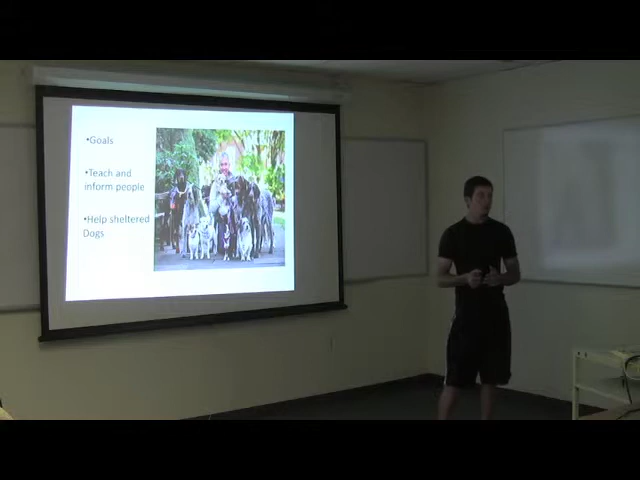 •Goals
•Teach and
inform people
•Help sheltered
Dogs